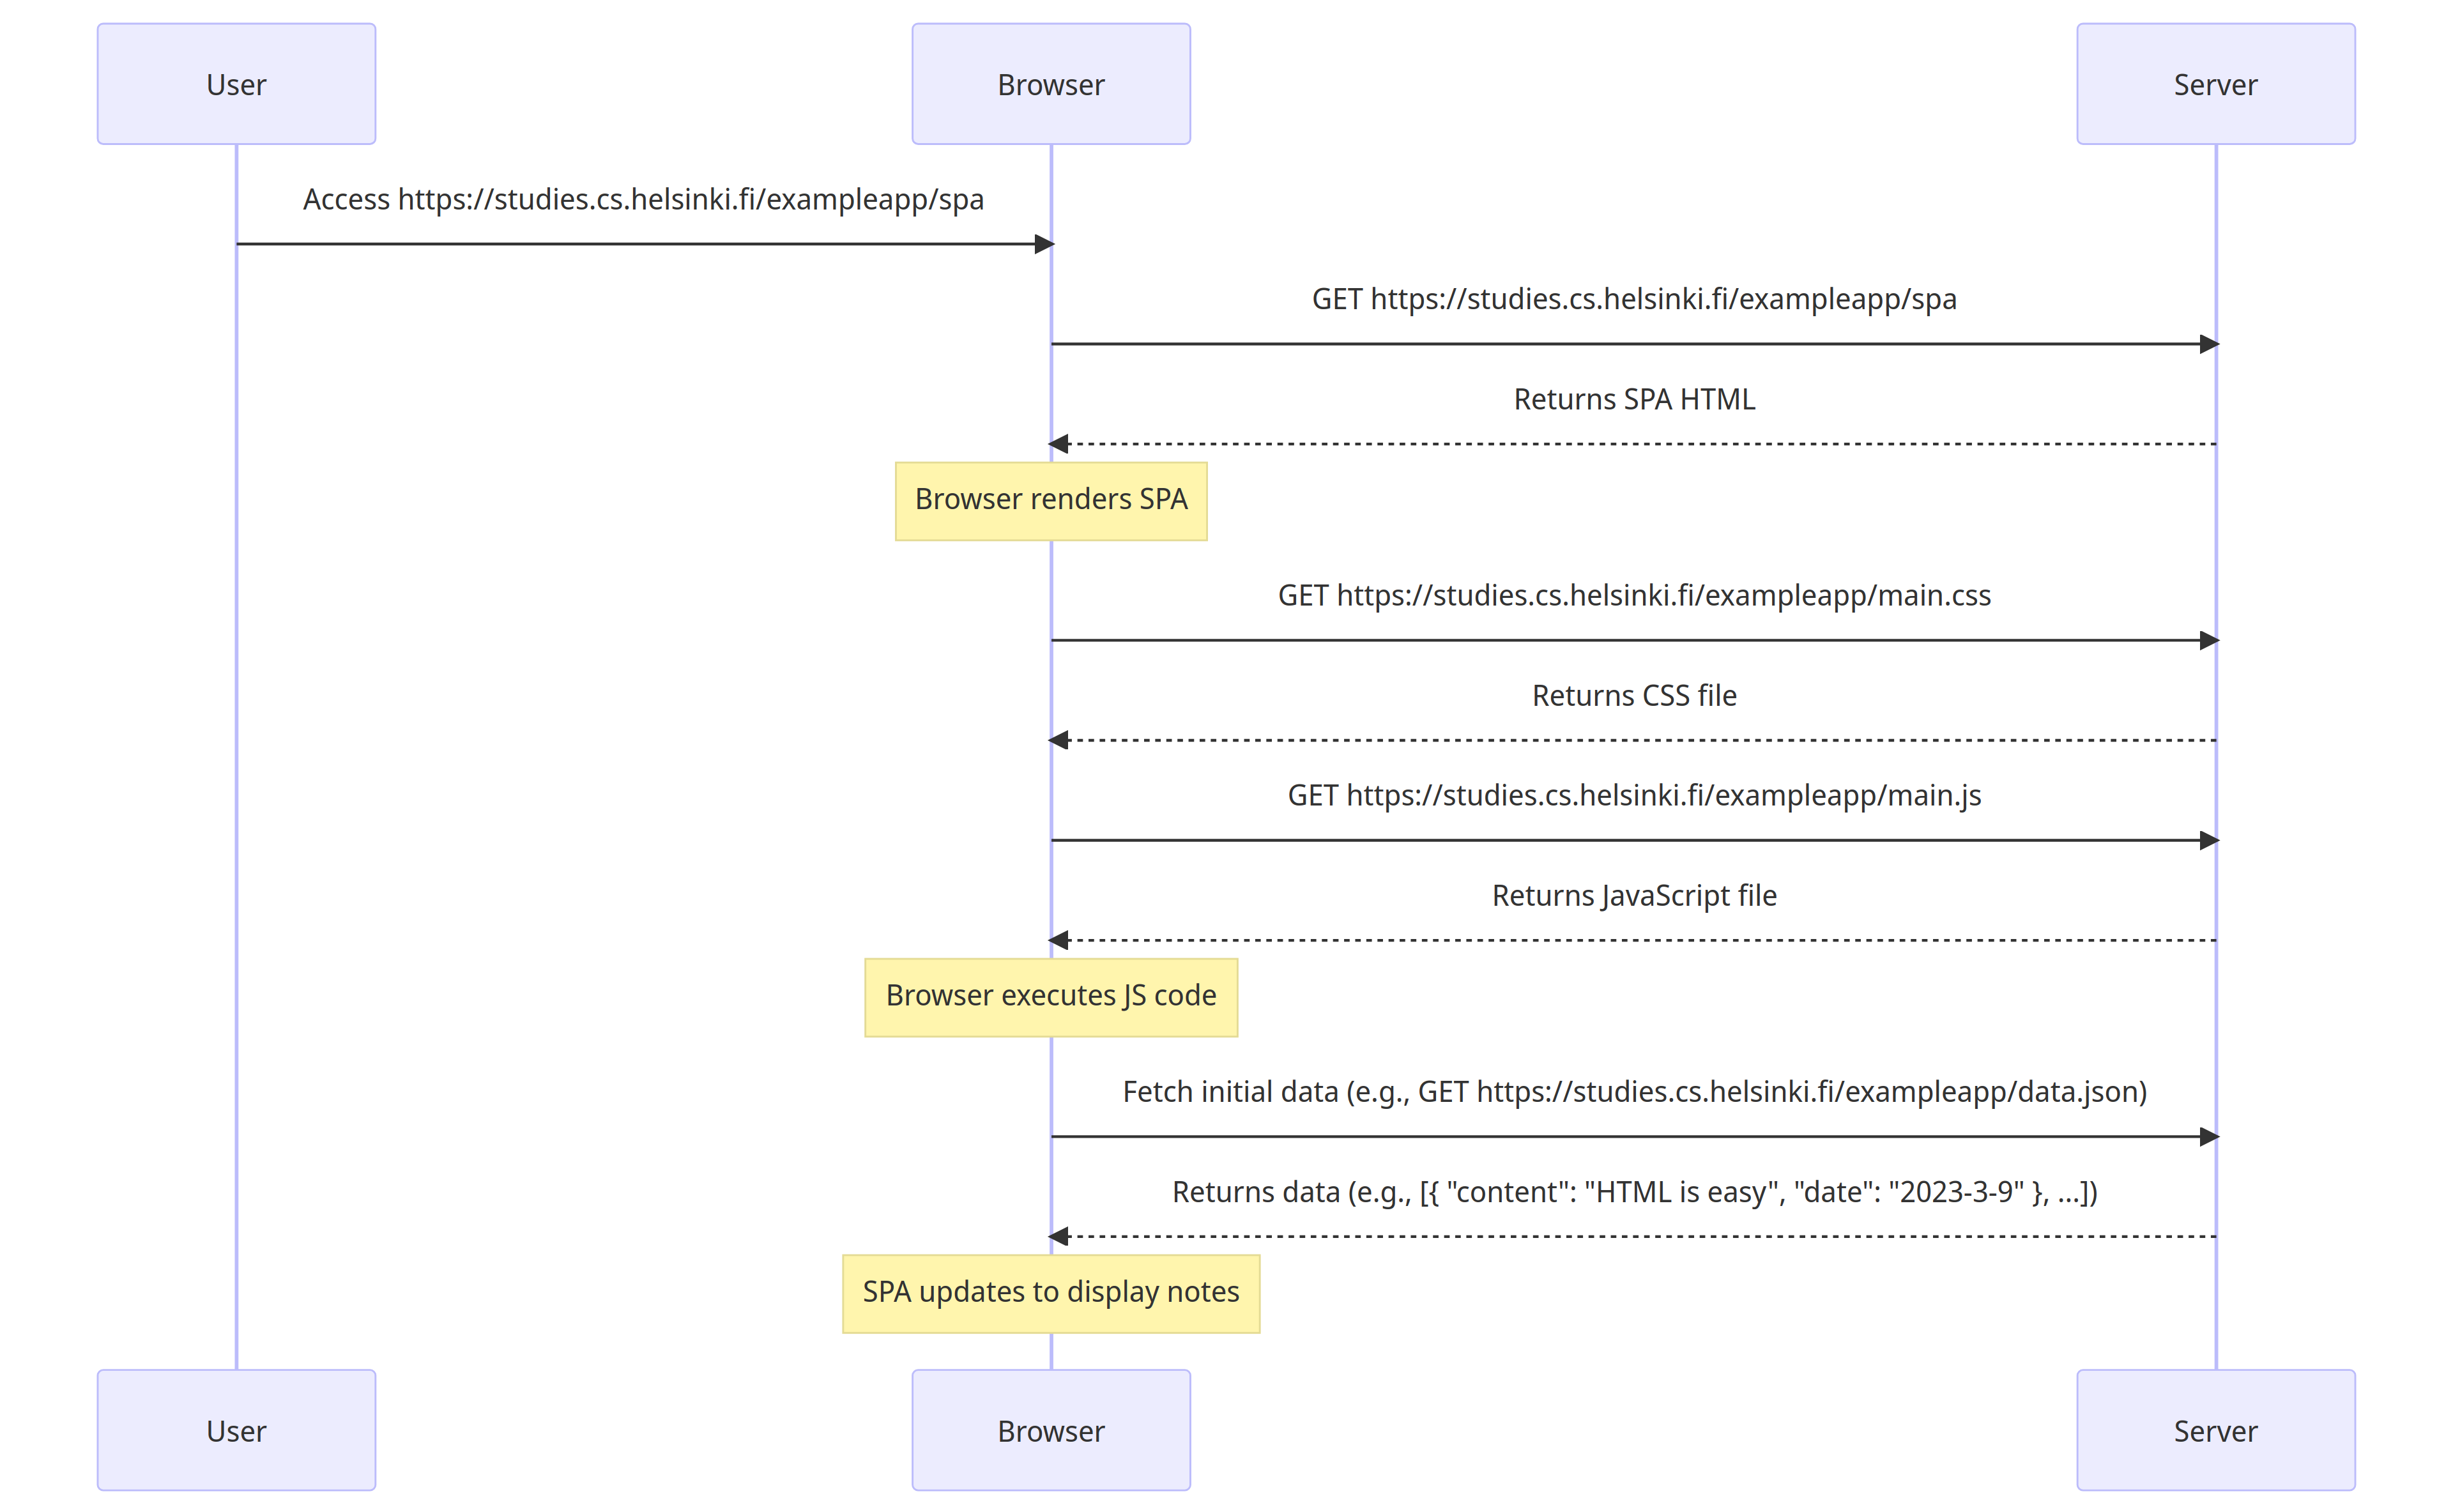 User
Browser
Server
Access https://studies.cs.helsinki.fi/exampleapp/spa
GET https://studies.cs.helsinki.fi/exampleapp/spa
Returns SPA HTML
Browser renders SPA
GET https://studies.cs.helsinki.fi/exampleapp/main.css
Returns CSS file
GET https://studies.cs.helsinki.fi/exampleapp/main.js
Returns JavaScript file
Browser executes JS code
Fetch initial data (e.g., GET https://studies.cs.helsinki.fi/exampleapp/data.json)
Returns data (e.g., [{ "content": "HTML is easy", "date": "2023-3-9" }, ...])
SPA updates to display notes
User
Browser
Server